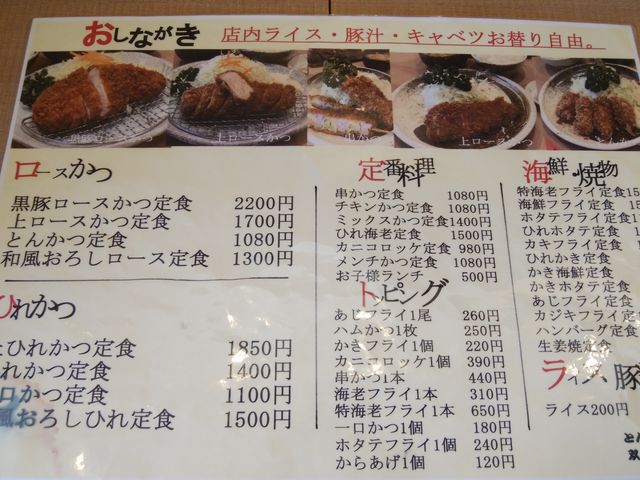 おしながき
店内ライス・豚汁・キャベツお替り自由。
上ロースかつ
上ロースかつ
ロースかつ
黒豚ロースかつ定食 2200円
上ロースかつ定食 1700円
とんかつ定食 1080円
和風おろしロース定食 1300円
ひれかつ
ひれかつ定食 1850円
れかつ定食 1400円
口かつ定食 1100円
風おろしひれ定食 1500円
定番料理
串かつ定食 1080円
チキンかつ定食 1080円
ミックスかつ定食 1400円
ひれ海老定食 1500円
カニコロッケ定食 980円
メンチかつ定食 1080円
お子様ランチ 500円
トッピング
あじフライ1尾 260円
ハムかつ1枚 250円
かきフライ1個 220円
カニコロッケ1個 390円
串かつ1本 440円
海老フライ1本 310円
特海老フライ1本 650円
一口かつ1個 180円
ホタテフライ1個 240円
からあげ1個 120円
海鮮・焼物
特海老フライ定食 15
海鮮フライ定食 15
ホタテフライ定食 1
ひれホタテ定食
カキフライ定食
ひれかき定食
かき海鮮定食
かきホタテ定食
あじフライ定食
カジキフライ定食
ハンバーグ定食
生姜焼定食
ライス 豚
ライス200円